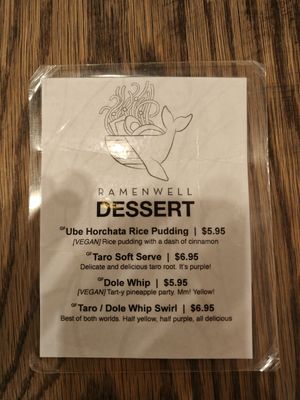 RAMENWELL
DESSERT
GF Ube Horchata Rice Pudding | $5.95
[VEGAN] Rice pudding with a dash of cinnamon
GF Taro Soft Serve | $6.95
Delicate and delicious taro root. It's purple!
GF Dole Whip | $5.95
[VEGAN] Tart-y pineapple party. Mm! Yellow!
GF Taro / Dole Whip Swirl | $6.95
Best of both worlds. Half yellow, half purple, all delicious